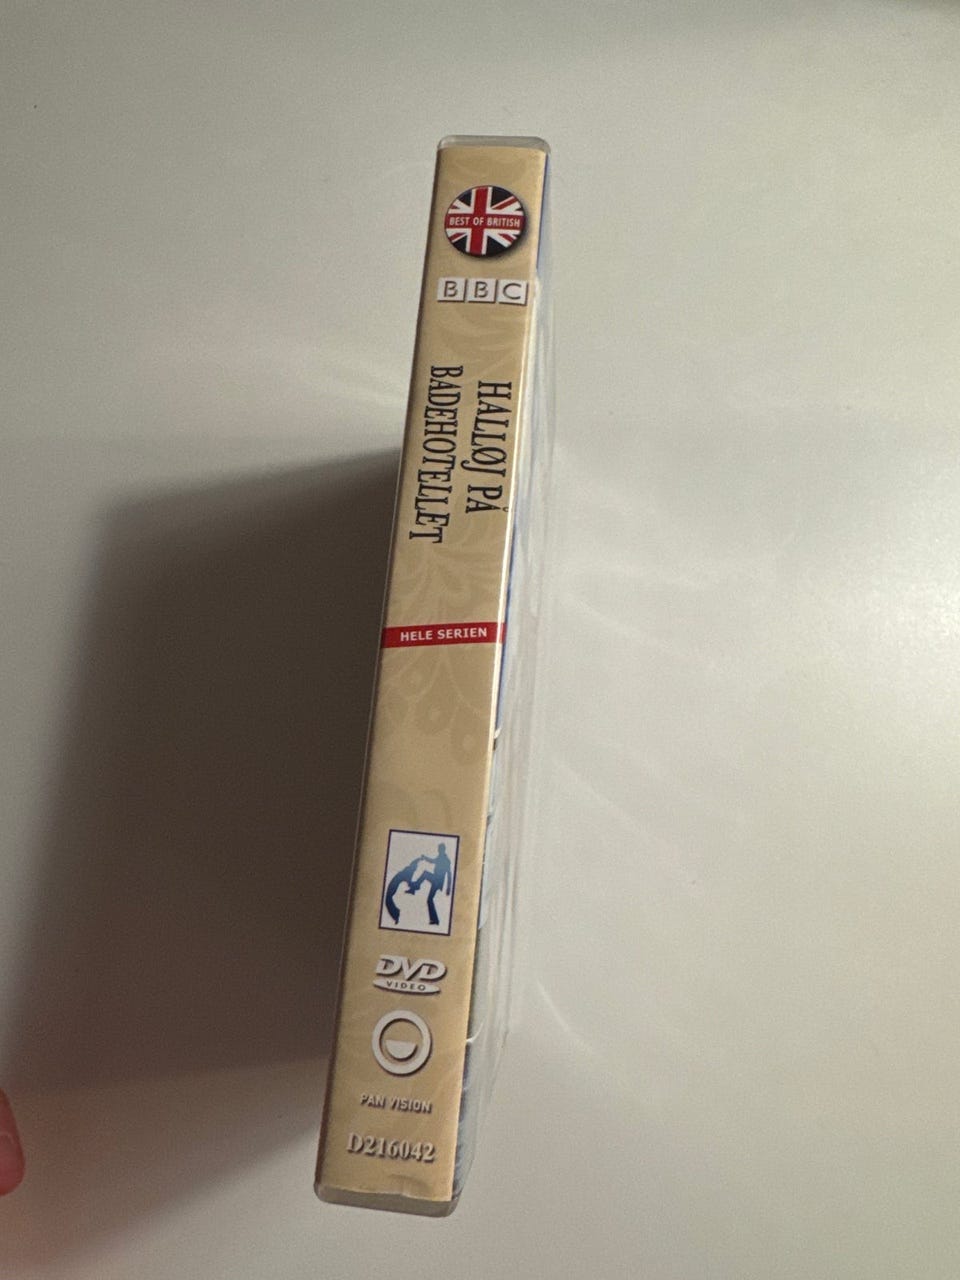 BEST OF BRITISH
BBC
HALLØJ PÅ
BADEHOTELLET
HELE SERIEN
DVD
VIDEO
PAN VISION
D216042